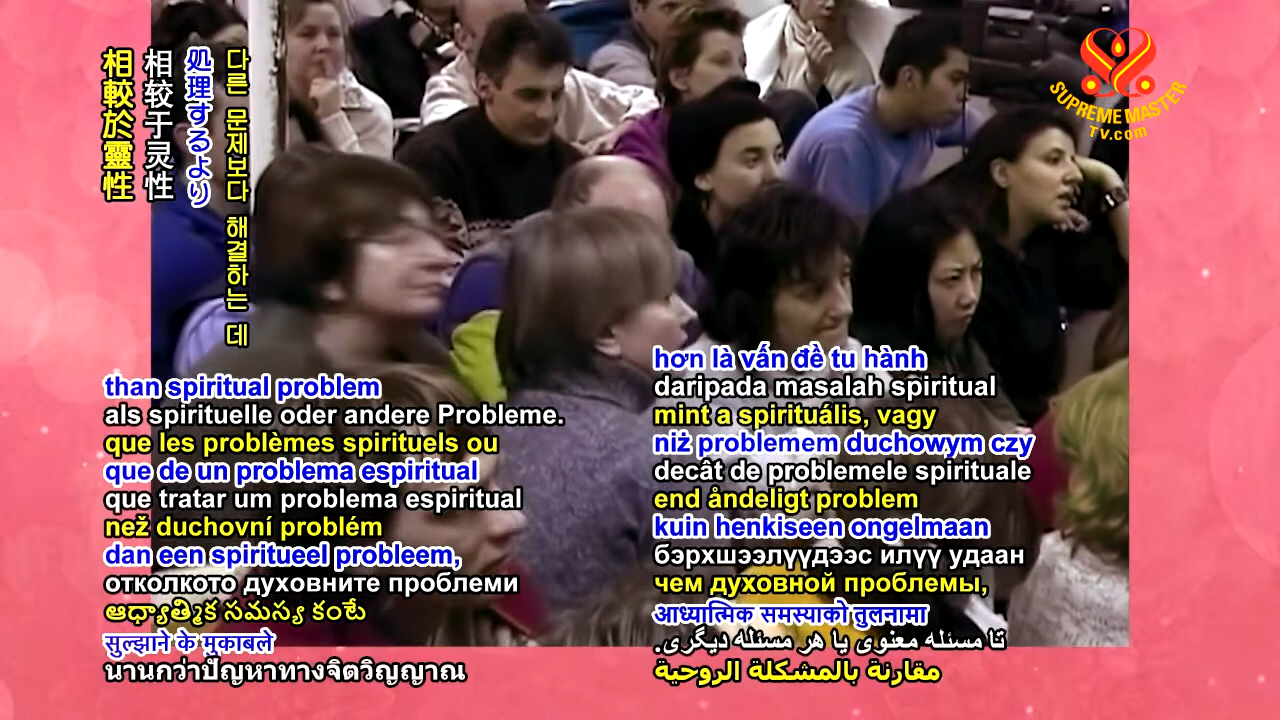 相較於靈性
相较于灵性
処理するより
다른 문제보다 해결하는 데
SUPREME MASTER
TV.com
than spiritual problem
als spirituelle oder andere Probleme.
que les problèmes spirituels ou
que de un problema espiritual
que tratar um problema espiritual
než duchovní problém
dan een spiritueel probleem,
отколкото духовните проблеми
ఆధ్యాత్మిక సమస్య కంటే
सुल्झाने के मुकाबले
นานกว่าปัญหาทางจิตวิญญาณ
hơn là vấn đề tu hành
daripada masalah spiritual
mint a spirituális, vagy
niż problemem duchowym czy
decât de problemele spirituale
end åndeligt problem
kuin henkiseen ongelmaan
бэрхшээлүүдээс илүү удаан
чем духовной проблемы,
आध्यात्मिक समस्याको तुलनामा
تا مسئله معنوی یا هر مسئله دیگری.
مقارنة بالمشكلة الروحية